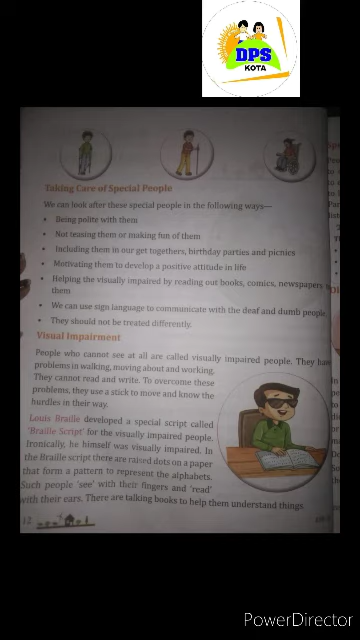 DPS
KOTA
Taking Care of Special People
We can look after these special people in the following ways—
• Being polite with them
• Not teasing them or making fun of them
• Including them in our get togethers, birthday parties and picnics
• Motivating them to develop a positive attitude in life
• Helping the visually impaired by reading out books, comics, newspapers
them
• We can use sign language to communicate with the deaf and dumb people
• They should not be treated differently.
Visual Impairment
People who cannot see at all are called visually impaired people. They
problems in walking, moving about and working.
They cannot read and write. To overcome these
problems, they use a stick to move and know the
hurdles in their way.
Louis Braille developed a special script called
'Braille Script' for the visually impaired people.
Ironically, he himself was visually impaired. In
the Braille script there are raised dots on a paper
that form a pattern to represent the alphabets.
Such people 'see' with their fingers and 'read'
with their ears. There are talking books to help them understand things
12
PowerDirector